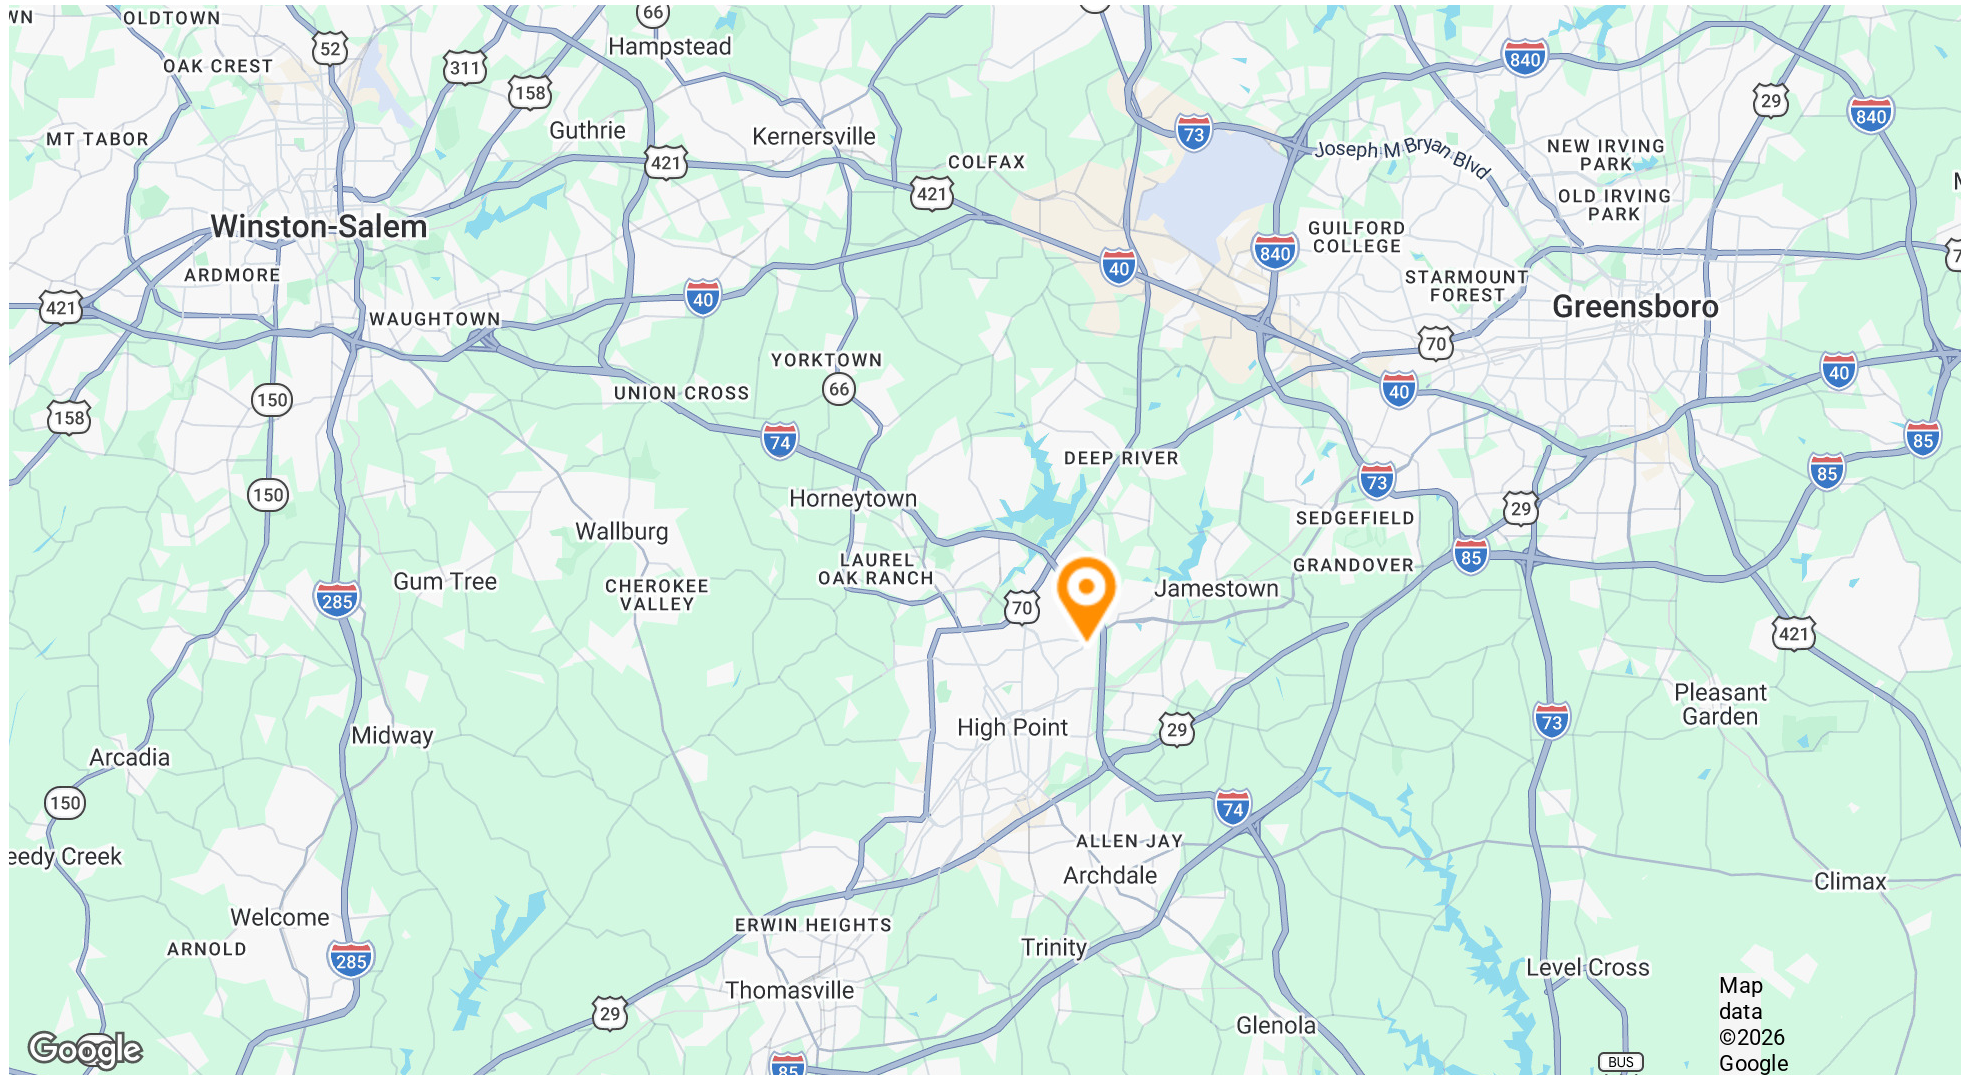 OLDTOWN
66
52
Hampstead
840
OAK CREST
311
158
29
840
MT TABOR
Guthrie
Kernersville
73
Joseph M Bryan Blvd
NEW IRVING
PARK
421
COLFAX
421
OLD IRVING
PARK
Winston-Salem
GUILFORD
COLLEGE
840
ARDMORE
40
STARMOUNT
FOREST
421
40
Greensboro
WAUGHTOWN
70
YORKTOWN
66
40
40
UNION CROSS
150
158
74
85
DEEP RIVER
85
73
150
Horneytown
29
SEDGEFIELD
Wallburg
85
LAUREL
OAK RANCH
GRANDOVER
Gum Tree
CHEROKEE
VALLEY
Jamestown
285
70
421
Pleasant
Garden
High Point
29
73
Midway
Arcadia
150
74
ALLEN JAY
eedy Creek
Archdale
Climax
Welcome
ERWIN HEIGHTS
ARNOLD
Trinity
285
Level Cross
Thomasville
Map
data
©2026
Google
29
Glenola
Google
85
BUS